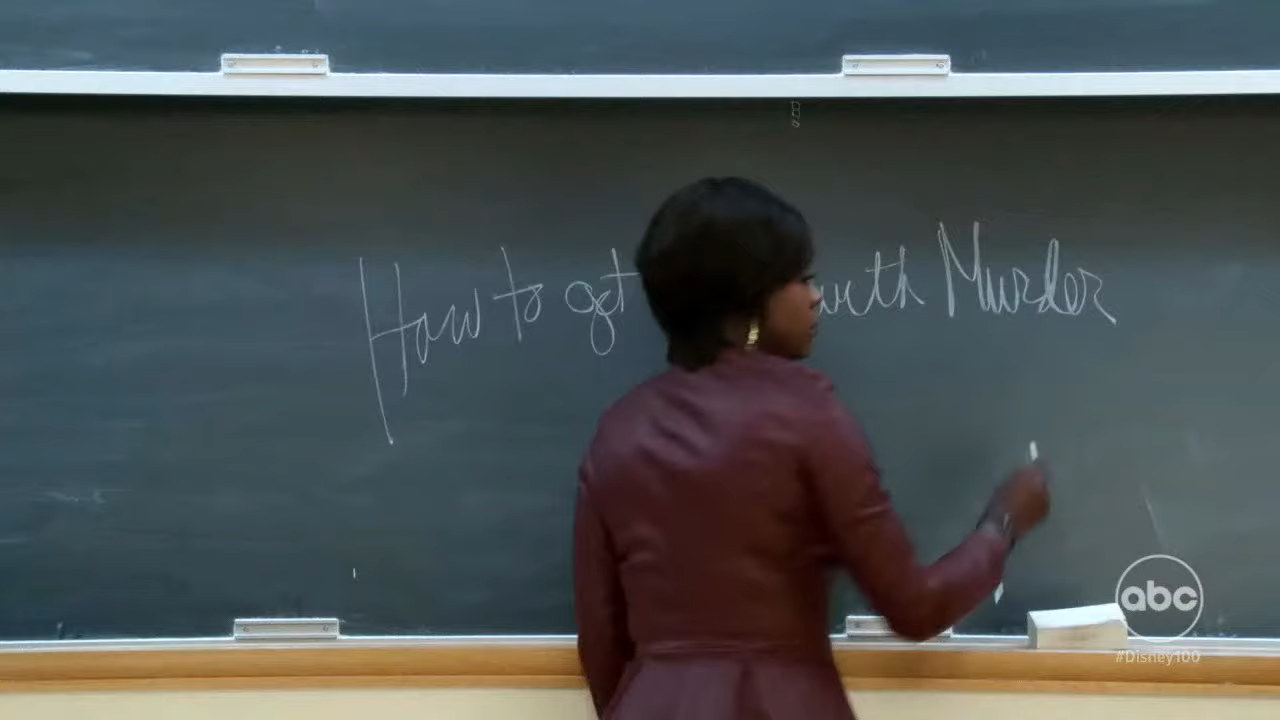 How to get with Murder
abc
#Disney100